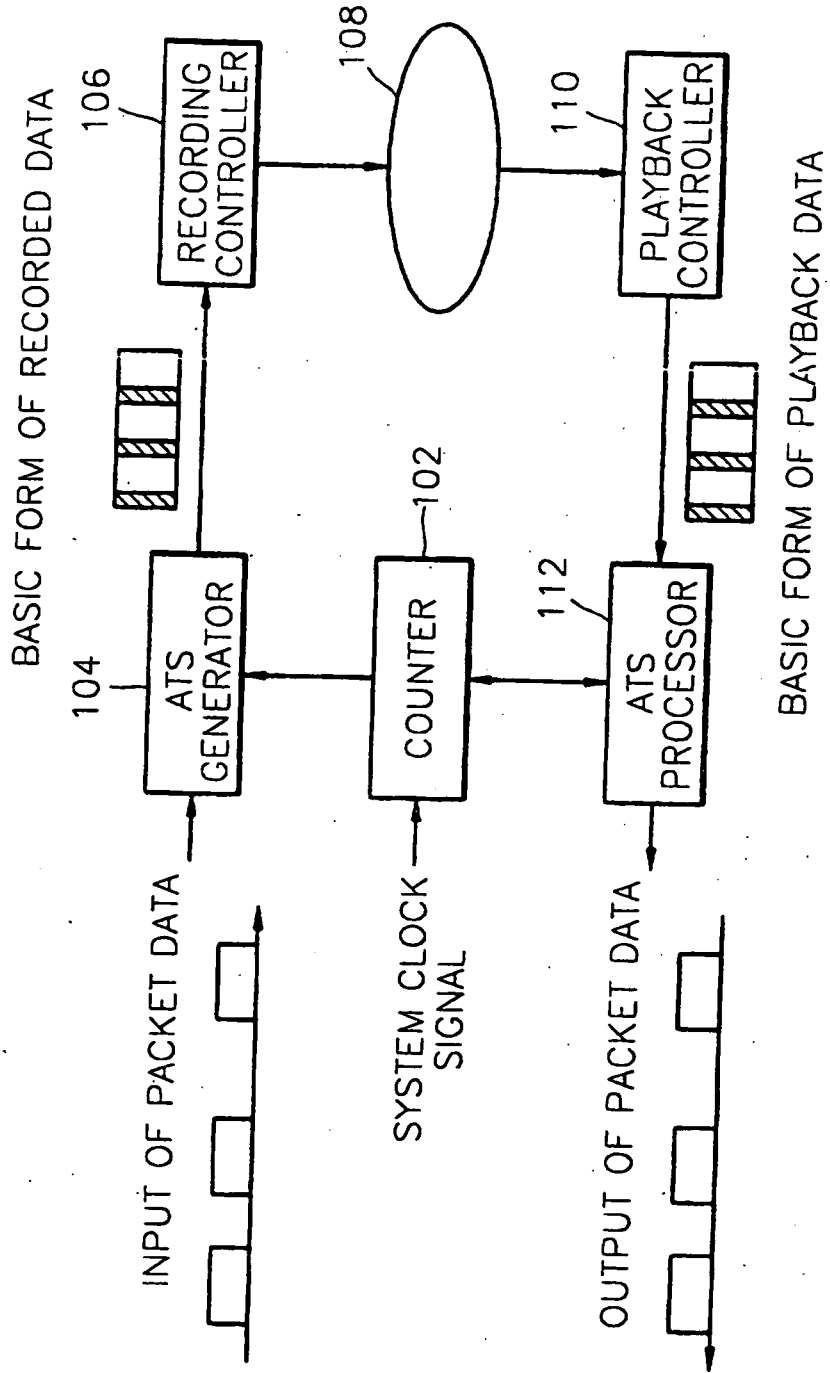 BASIC FORM OF RECORDED DATA
INPUT OF PACKET DATA
104
ATS
GENERATOR
106
RECORDING
CONTROLLER
SYSTEM CLOCK
SIGNAL
COUNTER
102
108
OUTPUT OF PACKET DATA
112
ATS
PROCESSOR
110
PLAYBACK
CONTROLLER
BASIC FORM OF PLAYBACK DATA